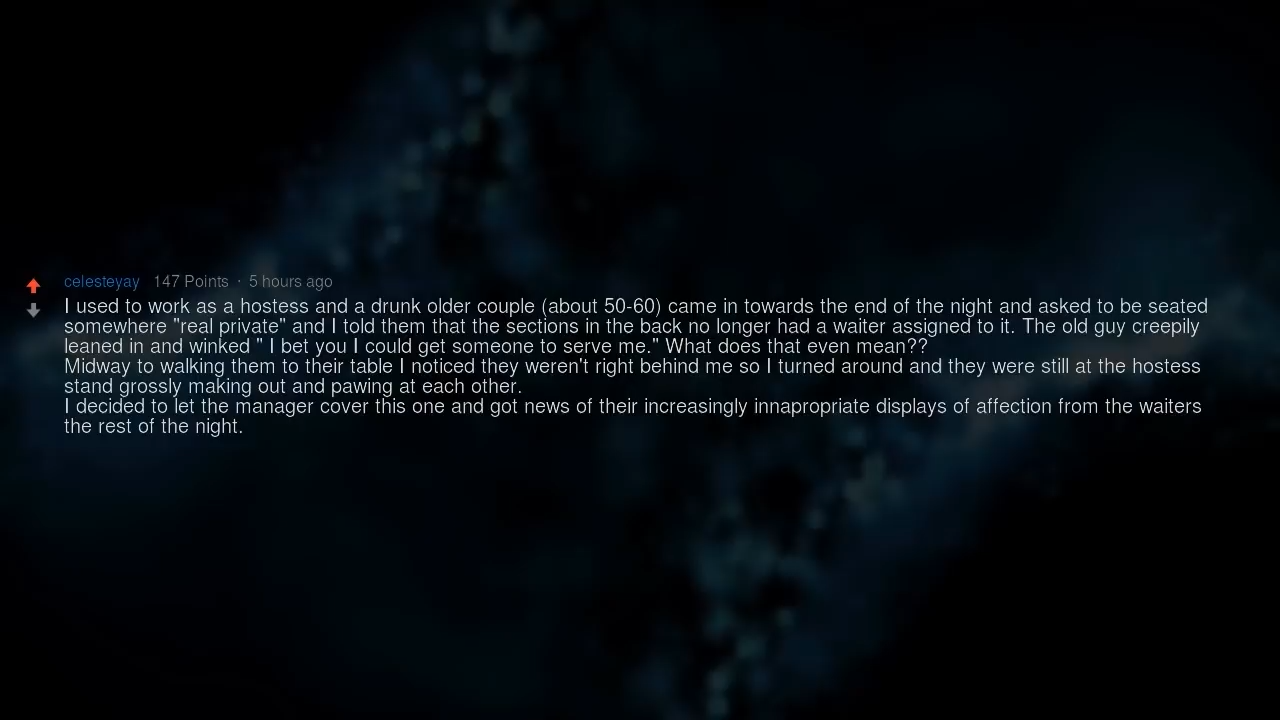 celesteyay 147 Points · 5 hours ago
I used to work as a hostess and a drunk older couple (about 50-60) came in towards the end of the night and asked to be seated
somewhere "real private" and I told them that the sections in the back no longer had a waiter assigned to it. The old guy creepily
leaned in and winked " I bet you I could get someone to serve me." What does that even mean??
Midway to walking them to their table I noticed they weren't right behind me so I turned around and they were still at the hostess
stand grossly making out and pawing at each other.
I decided to let the manager cover this one and got news of their increasingly innapropriate displays of affection from the waiters
the rest of the night.